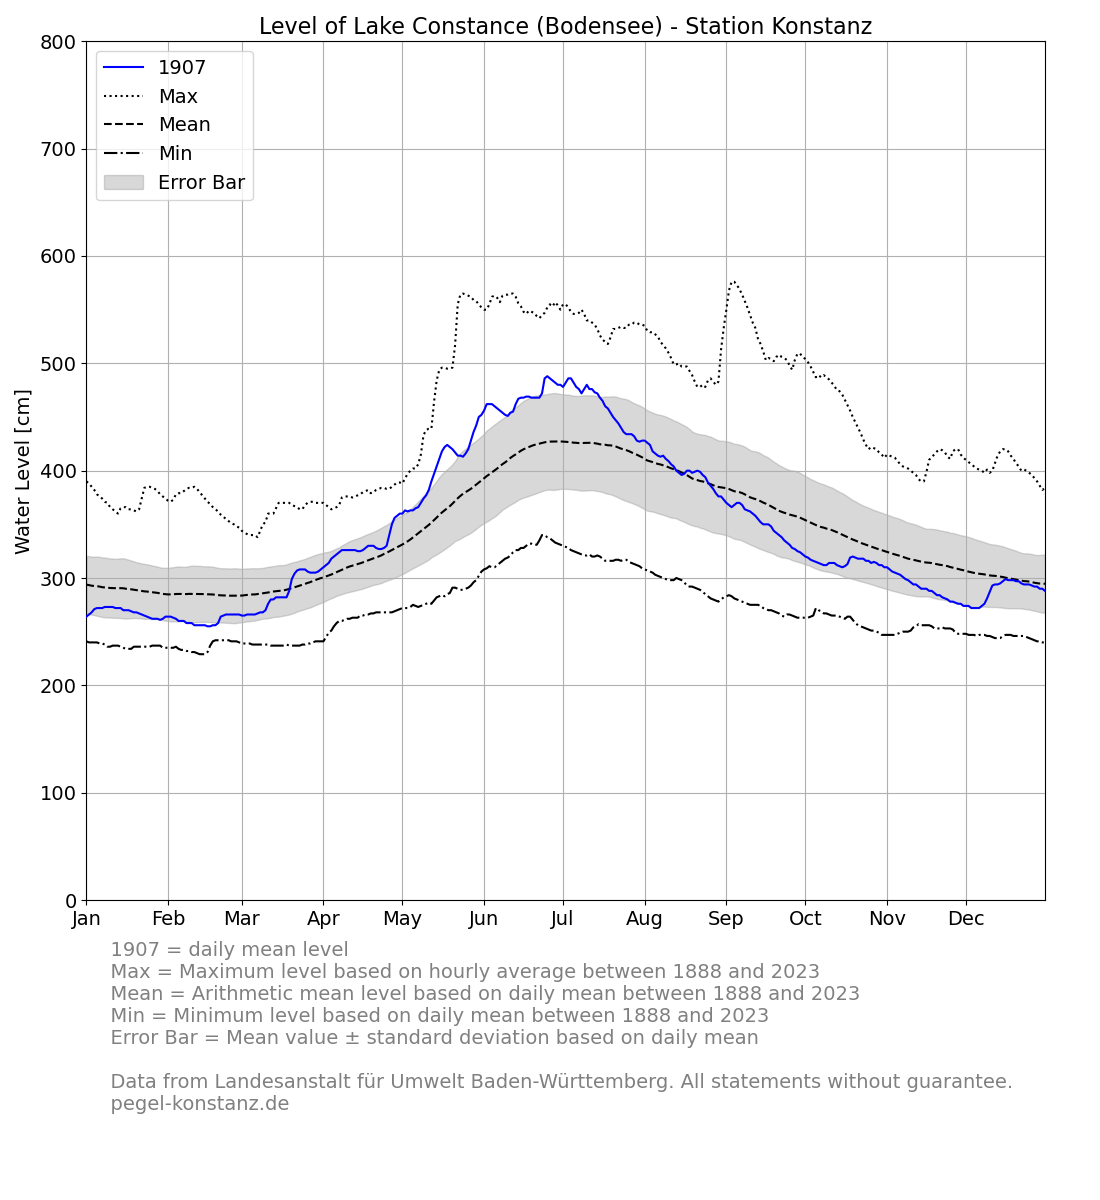 Level of Lake Constance (Bodensee) - Station Konstanz
800
700
600
500
400
300
200
100
0
Water Level [cm]
1907
Max
Mean
Min
Error Bar
Jan Feb Mar Apr May Jun Jul Aug Sep Oct Nov Dec
1907 = daily mean level
Max = Maximum level based on hourly average between 1888 and 2023
Mean = Arithmetic mean level based on daily mean between 1888 and 2023
Min = Minimum level based on daily mean between 1888 and 2023
Error Bar = Mean value ± standard deviation based on daily mean
Data from Landesanstalt für Umwelt Baden-Württemberg. All statements without guarantee.
pegel-konstanz.de